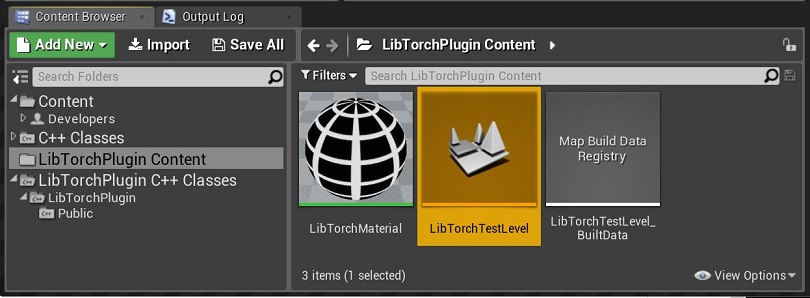 Content Browser
Output Log
Add New
Import
Save All
LibTorchPlugin Content
Search Folders
Content
Developers
C++ Classes
LibTorchPlugin Content
LibTorchPlugin C++ Classes
LibTorchPlugin
Public
Filters
Search LibTorchPlugin Content
Map Build Data
Registry
LibTorchMaterial
LibTorchTestLevel
LibTorchTestLevel_
BuiltData
3 items (1 selected)
View Options